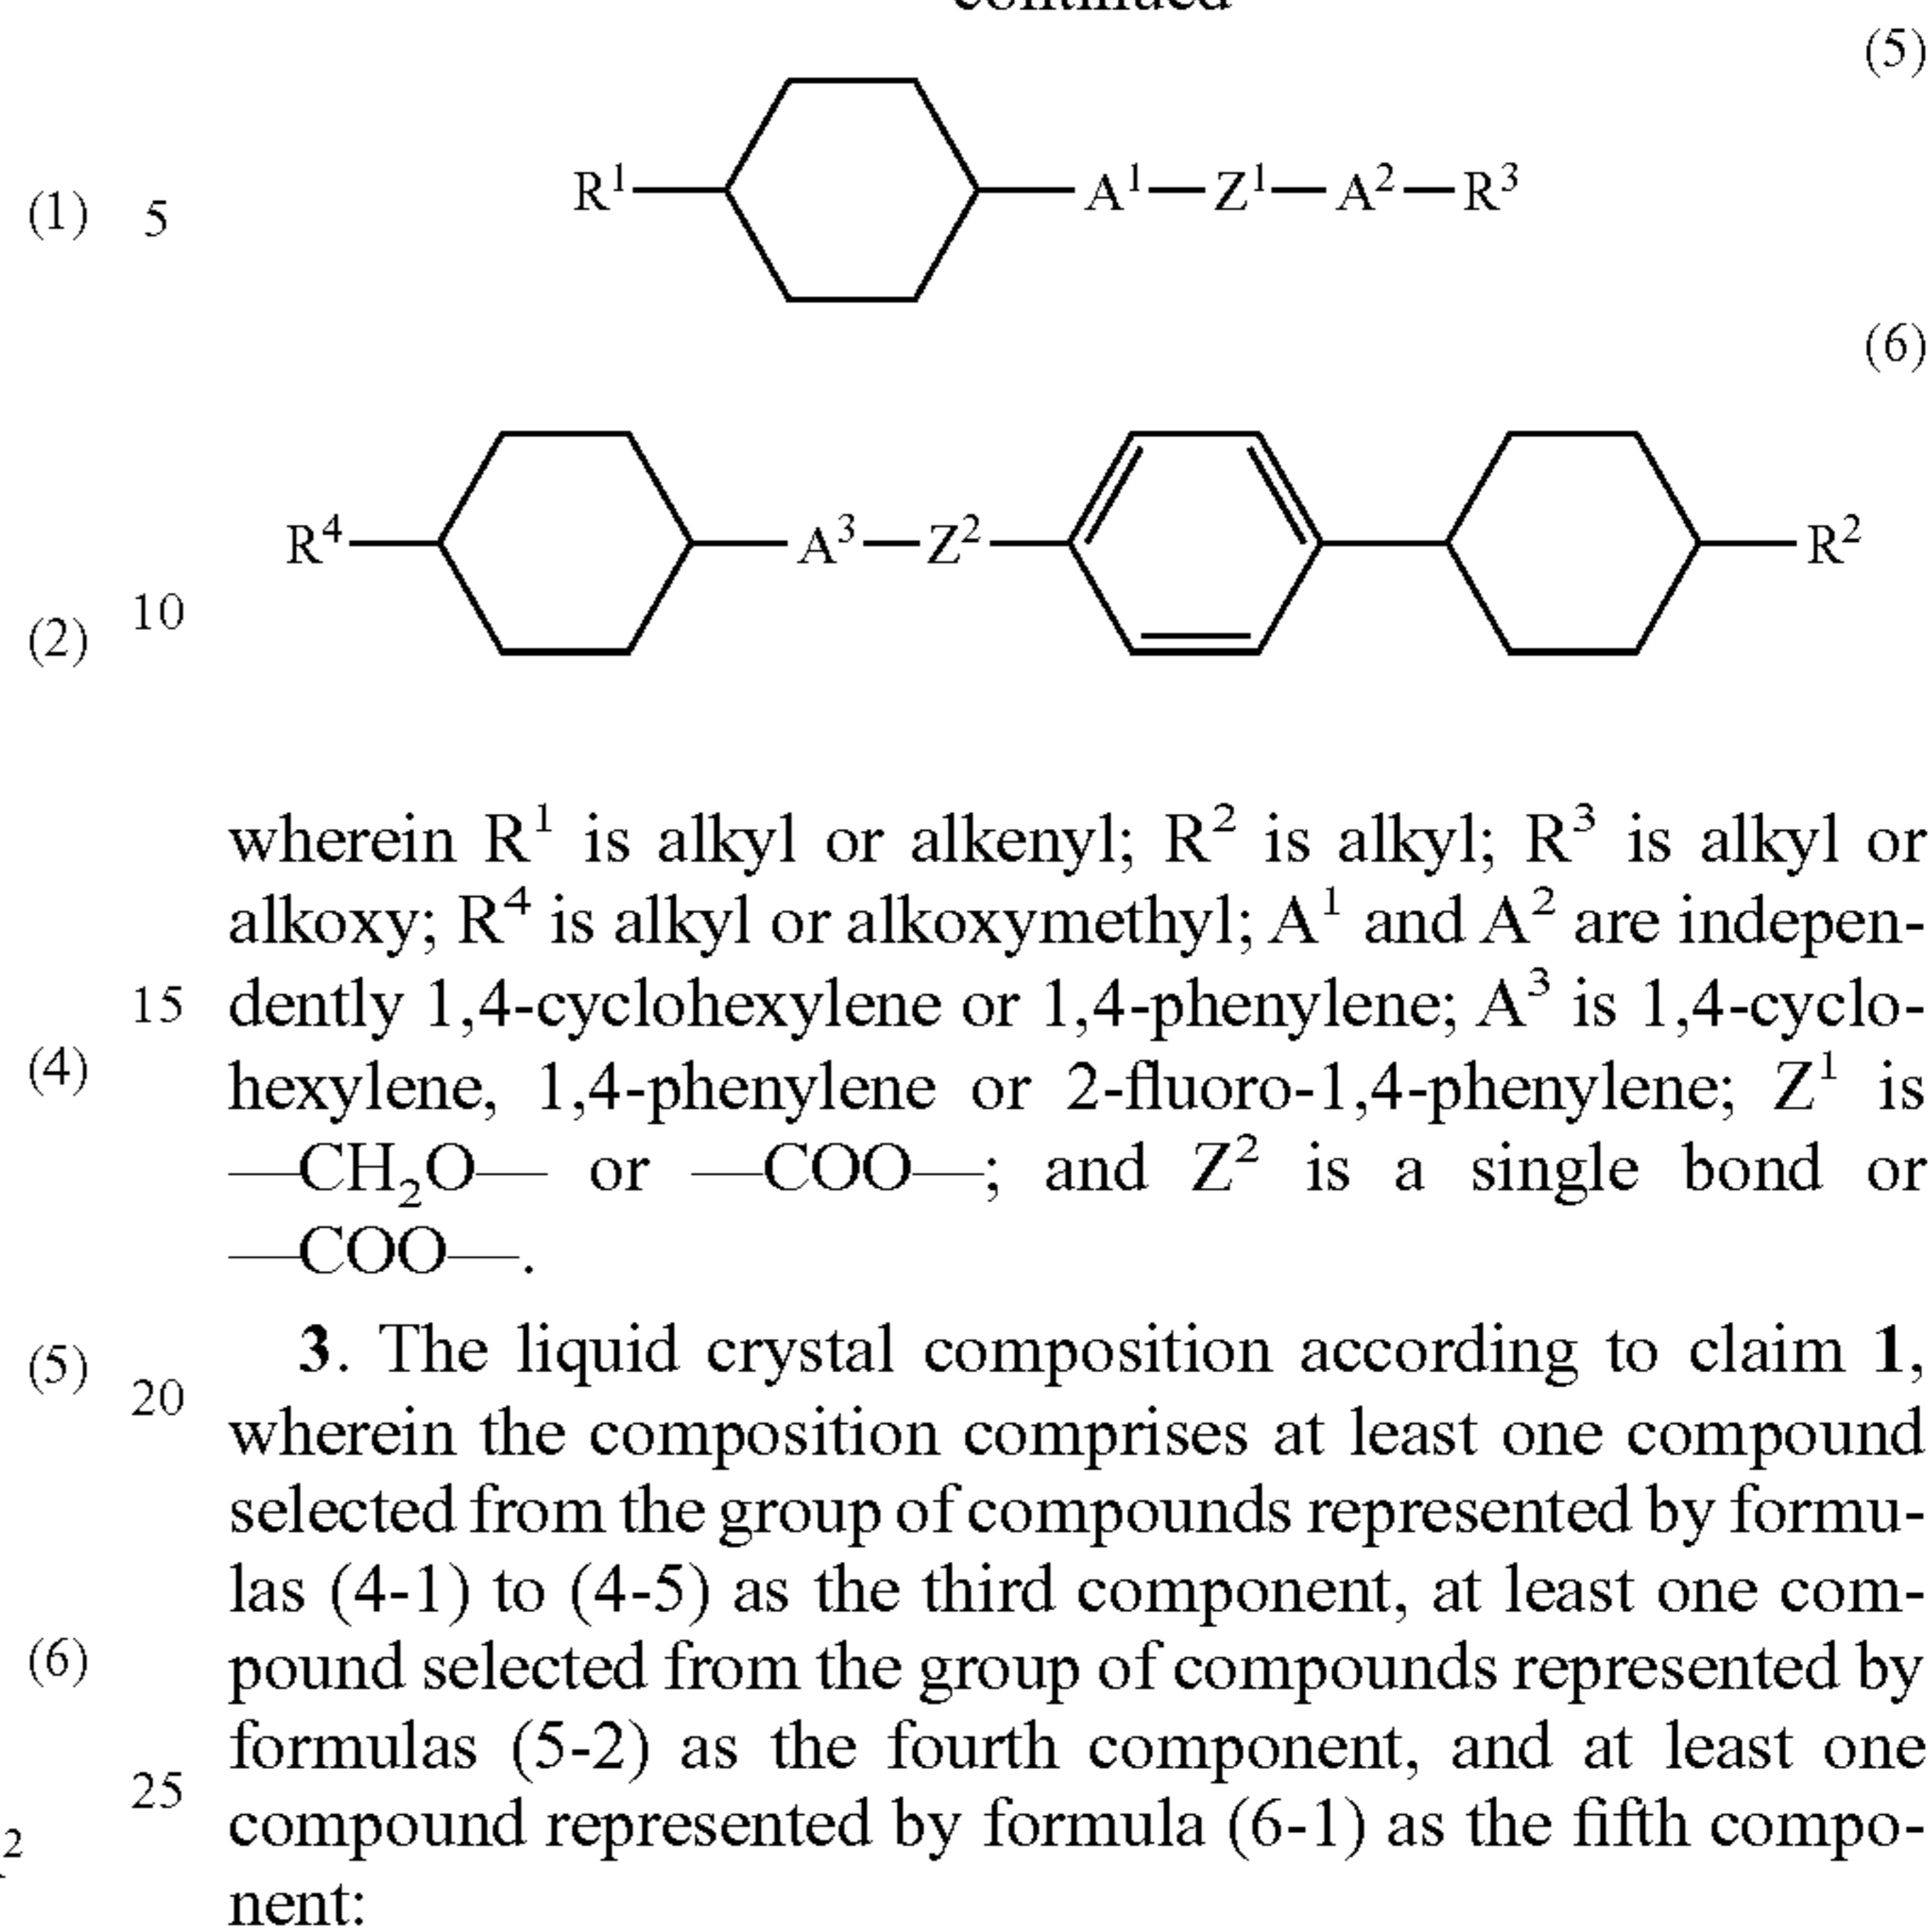 continued
(5)
R¹—A¹—Z¹—A²—R³
(1) 5
(6)
R⁴—A³—Z²—R²
10
(2)
wherein R¹ is alkyl or alkenyl; R² is alkyl; R³ is alkyl or
alkoxy; R⁴ is alkyl or alkoxymethyl; A¹ and A² are indepen-
15 dently 1,4-cyclohexylene or 1,4-phenylene; A³ is 1,4-cyclo-
(4) hexylene, 1,4-phenylene or 2-fluoro-1,4-phenylene; Z¹ is
—CH₂O— or —COO—; and Z² is a single bond or
—COO—.
(5) 3. The liquid crystal composition according to claim 1,
20
wherein the composition comprises at least one compound
selected from the group of compounds represented by formu-
las (4-1) to (4-5) as the third component, at least one com-
(6) pound selected from the group of compounds represented by
formulas (5-2) as the fourth component, and at least one
25
compound represented by formula (6-1) as the fifth compo-
2
nent: